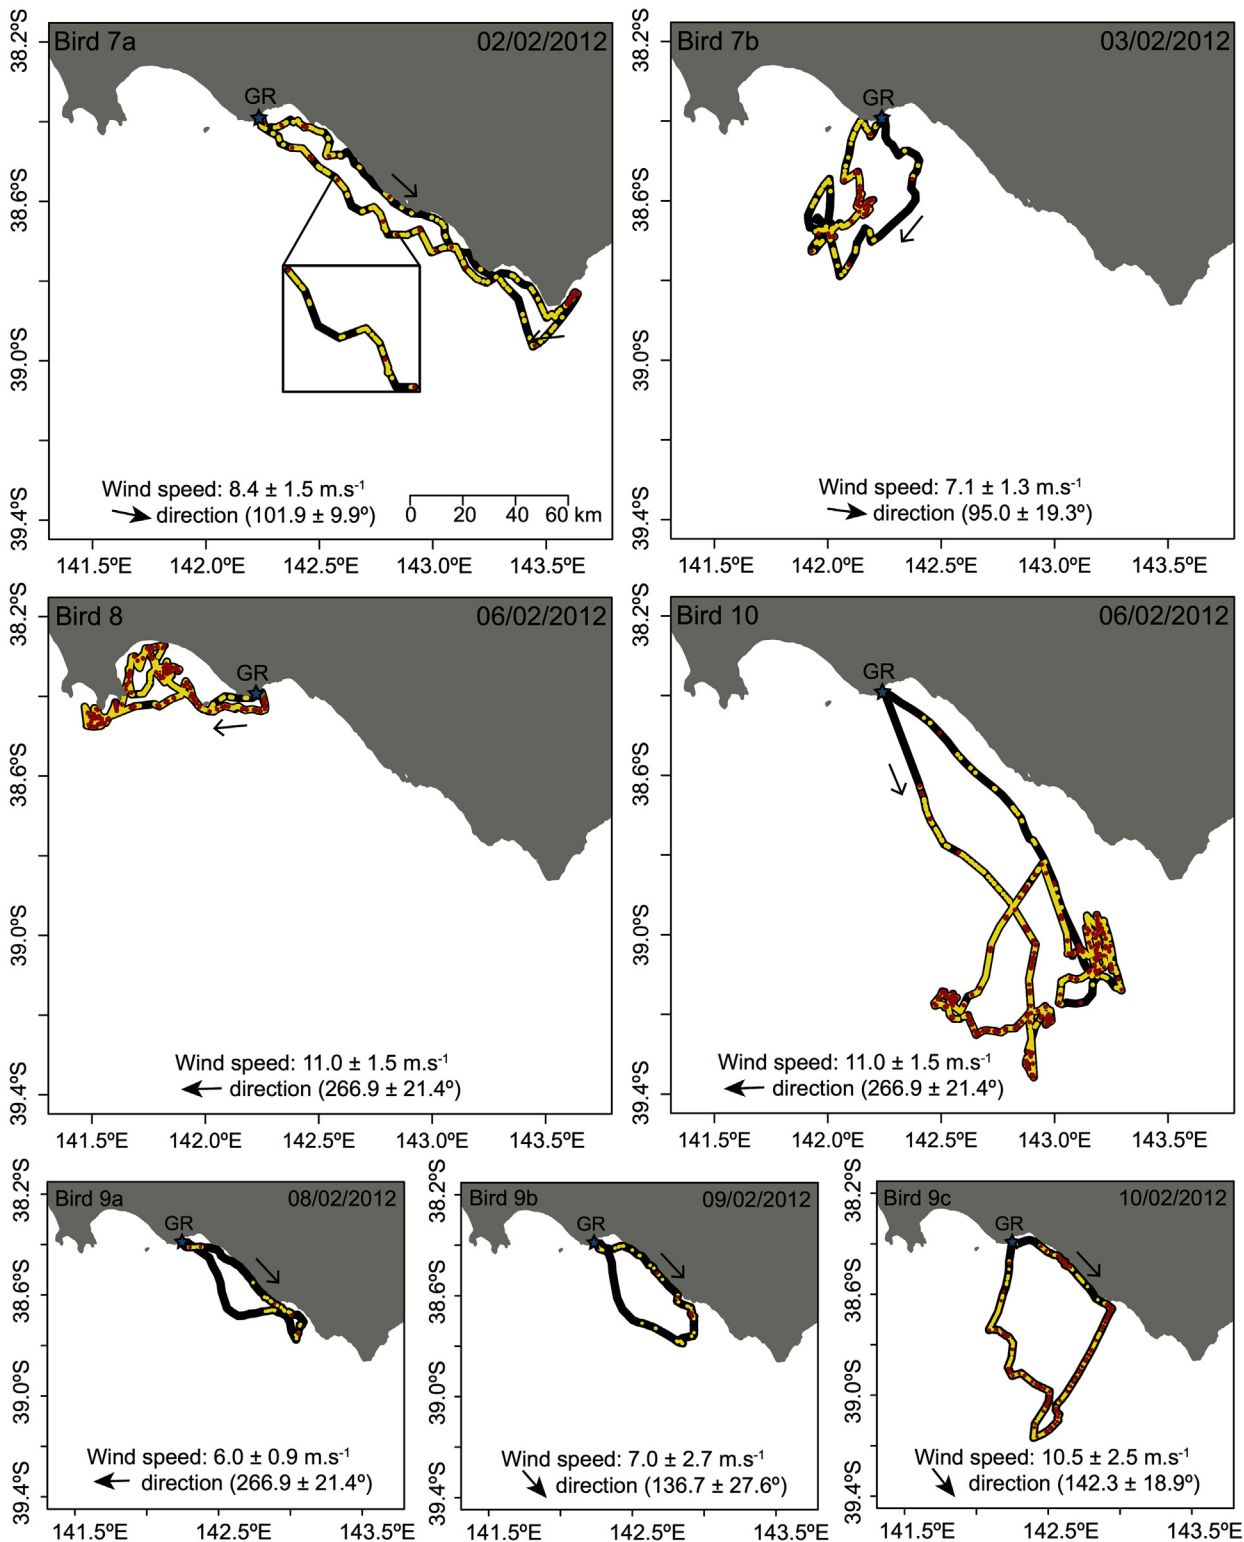 Bird 7a
02/02/2012
GR
38.2ºS
38.6ºS
39.0ºS
39.4ºS
Wind speed: 8.4 ± 1.5 m.s-1
direction (101.9 ± 9.9º)
0 20 40 60 km
141.5ºE 142.0ºE 142.5ºE 143.0ºE 143.5ºE
Bird 7b
03/02/2012
GR
38.2ºS
38.6ºS
39.0ºS
39.4ºS
Wind speed: 7.1 ± 1.3 m.s-1
direction (95.0 ± 19.3º)
141.5ºE 142.0ºE 142.5ºE 143.0ºE 143.5ºE
Bird 8
06/02/2012
GR
38.2ºS
38.6ºS
39.0ºS
39.4ºS
Wind speed: 11.0 ± 1.5 m.s-1
direction (266.9 ± 21.4º)
141.5ºE 142.0ºE 142.5ºE 143.0ºE 143.5ºE
Bird 10
06/02/2012
GR
38.2ºS
38.6ºS
39.0ºS
39.4ºS
Wind speed: 11.0 ± 1.5 m.s-1
direction (266.9 ± 21.4º)
141.5ºE 142.0ºE 142.5ºE 143.0ºE 143.5ºE
Bird 9a
08/02/2012
GR
38.2ºS
38.6ºS
39.0ºS
39.4ºS
Wind speed: 6.0 ± 0.9 m.s-1
direction (266.9 ± 21.4º)
141.5ºE 142.5ºE 143.5ºE
Bird 9b
09/02/2012
GR
38.2ºS
38.6ºS
39.0ºS
39.4ºS
Wind speed: 7.0 ± 2.7 m.s-1
direction (136.7 ± 27.6º)
141.5ºE 142.5ºE 143.5ºE
Bird 9c
10/02/2012
GR
38.2ºS
38.6ºS
39.0ºS
39.4ºS
Wind speed: 10.5 ± 2.5 m.s-1
direction (142.3 ± 18.9º)
141.5ºE 142.5ºE 143.5ºE